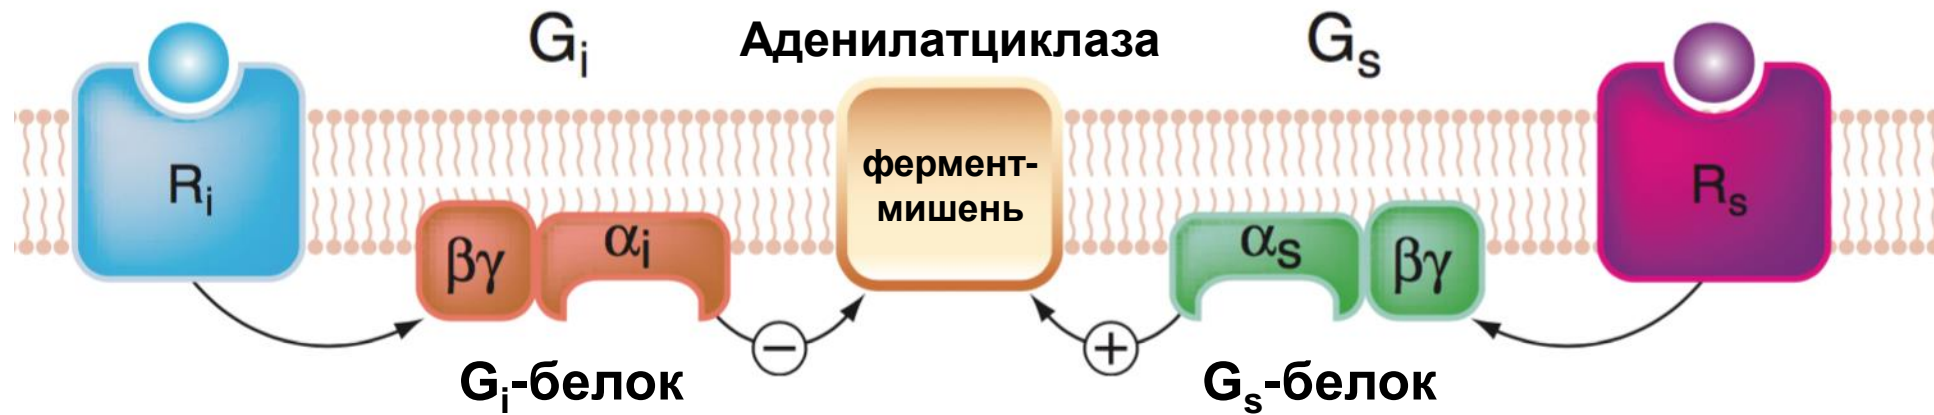 Gi
Аденилатциклаза
Gs
Ri
фермент-
мишень
Rs
βγ
αi
αs
βγ
−
+
Gi-белок
Gs-белок